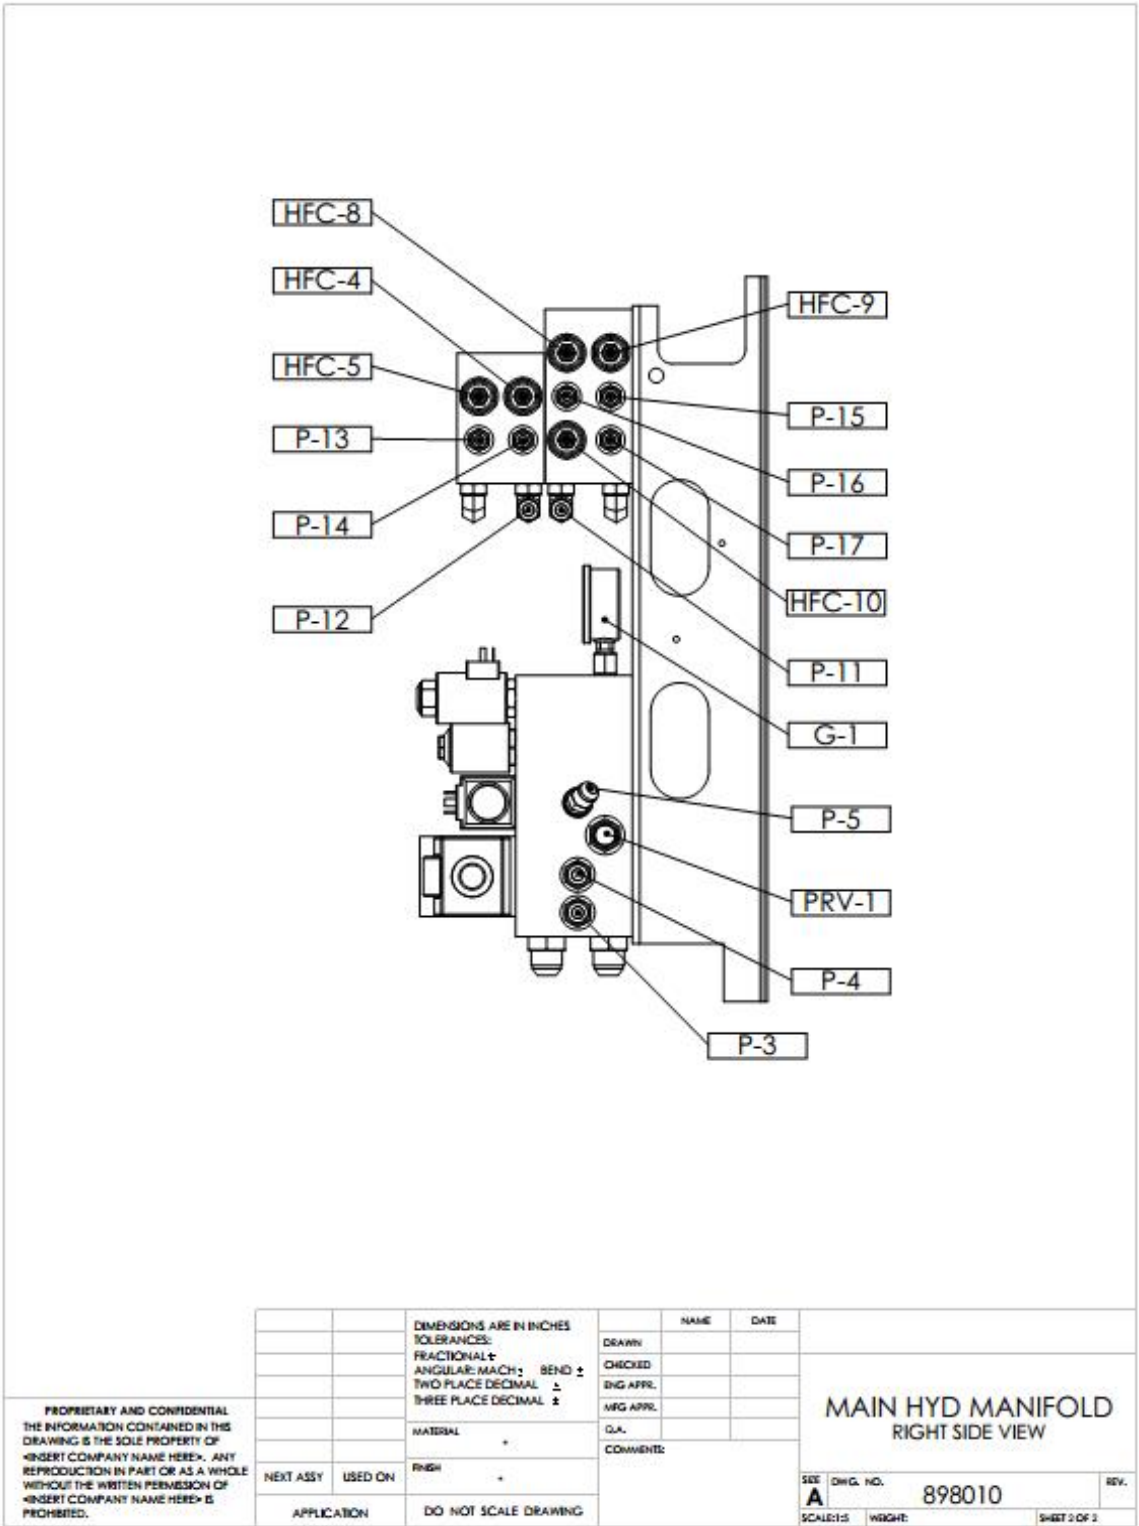 HFC-8
HFC-4
HFC-9
HFC-5
P-15
P-13
P-16
P-14
P-17
HFC-10
P-12
P-11
G-1
P-5
PRV-1
P-4
P-3
PROPRIETARY AND CONFIDENTIAL
THE INFORMATION CONTAINED IN THIS
DRAWING IS THE SOLE PROPERTY OF
<INSERT COMPANY NAME HERE>. ANY
REPRODUCTION IN PART OR AS A WHOLE
WITHOUT THE WRITTEN PERMISSION OF
<INSERT COMPANY NAME HERE> IS
PROHIBITED.
NEXT ASSY USED ON
APPLICATION
DIMENSIONS ARE IN INCHES
TOLERANCES:
FRACTIONAL ±
ANGULAR: MACH ± BEND ±
TWO PLACE DECIMAL ±
THREE PLACE DECIMAL ±
MATERIAL
FINISH
DO NOT SCALE DRAWING
NAME DATE
DRAWN
CHECKED
ENG APPR.
MFG APPR.
Q.A.
COMMENTS:
MAIN HYD MANIFOLD
RIGHT SIDE VIEW
SIZE DWG. NO. REV.
A 898010
SCALE:1:5 WEIGHT: SHEET 2 OF 2